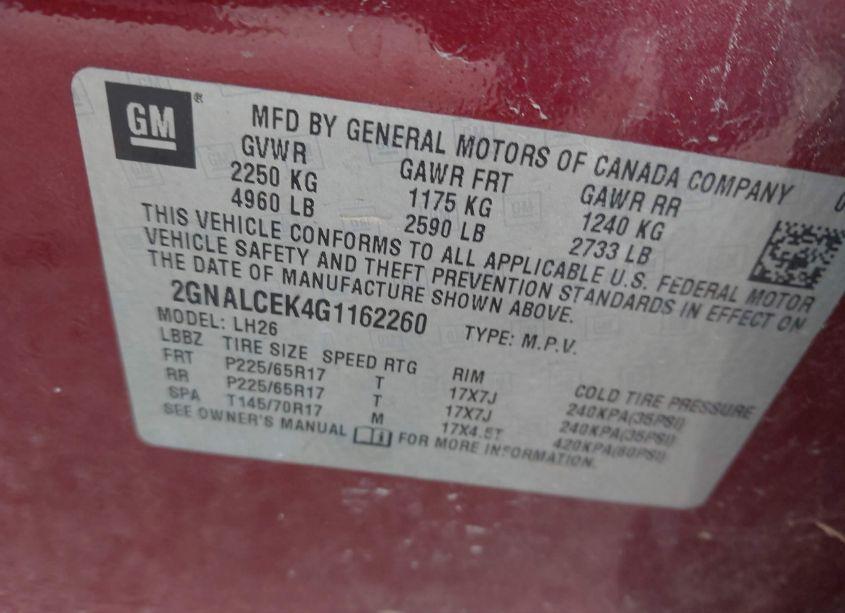 GM ®
MFD BY GENERAL MOTORS OF CANADA COMPANY 0
GVWR GAWR FRT GAWR RR
2250 KG 1175 KG 1240 KG
4960 LB 2590 LB 2733 LB
THIS VEHICLE CONFORMS TO ALL APPLICABLE U.S. FEDERAL MOTOR
VEHICLE SAFETY AND THEFT PREVENTION STANDARDS IN EFFECT ON
THE DATE OF MANUFACTURE SHOWN ABOVE.
2GNALCEK4G1162260 TYPE: M.P.V.
MODEL: LH26
LBBZ TIRE SIZE SPEED RTG RIM COLD TIRE PRESSURE
FRT P225/65R17 T 17X7J 240KPA(35PSI)
RR P225/65R17 T 17X7J 240KPA(35PSI)
SPA T145/70R17 M 17X4.5T 420KPA(60PSI)
SEE OWNER'S MANUAL FOR MORE INFORMATION.